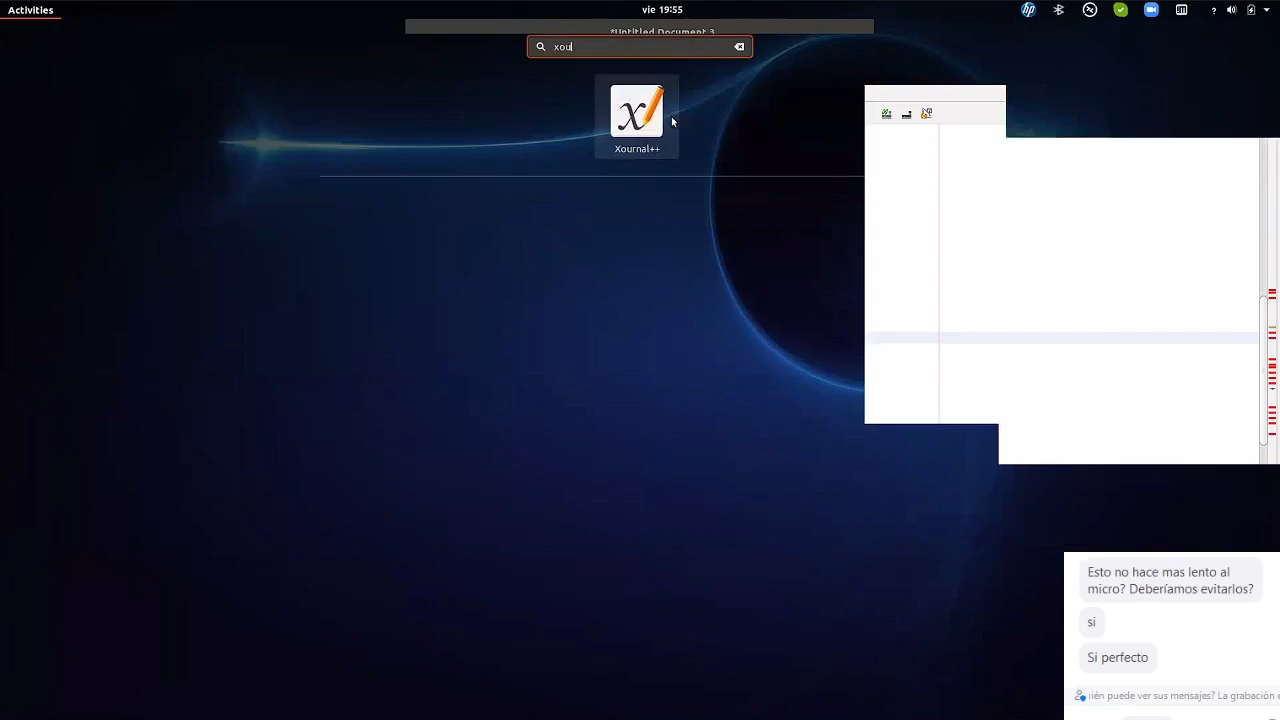 Activities
vie 19:55
?
*Untitled Document 3
xou
Xournal++
Esto no hace mas lento al
micro? Deberíamos evitarlos?
si
Si perfecto
ién puede ver sus mensajes? La grabación